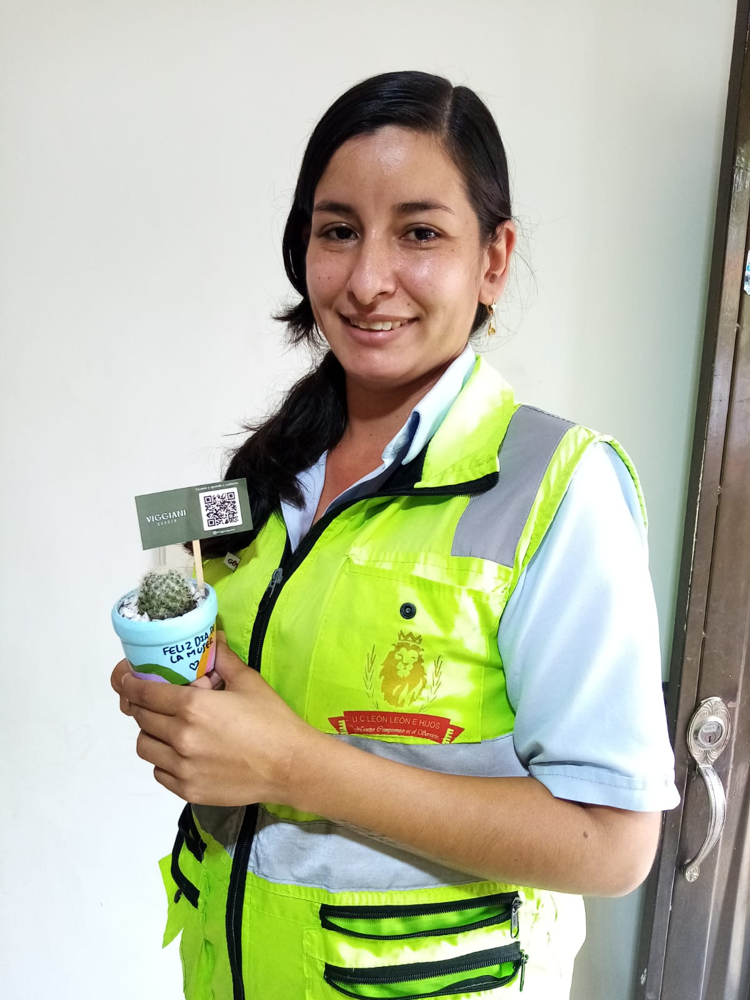 Escanea y aprende a cuidarme
VIGGIANI
GARDEN
FELIZ DIA DE
LA MUJER
U.C LEÓN LEÓN E HIJOS
Nuestro Compromiso es el Servicio